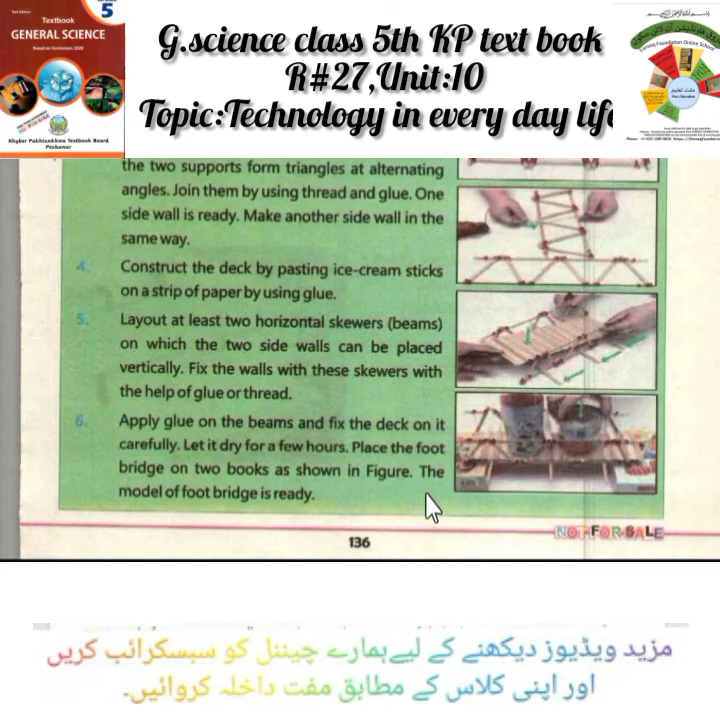 5
Textbook
GENERAL SCIENCE
Based on Curriculum 2020
NOT FOR SALE
Khyber Pakhtunkhwa Textbook Board
Peshawar
G.science class 5th KP text book
R#27,Unit:10
Topic:Technology in every day life
the two supports form triangles at alternating
angles. Join them by using thread and glue. One
side wall is ready. Make another side wall in the
same way.
4. Construct the deck by pasting ice-cream sticks
on a strip of paper by using glue.
5. Layout at least two horizontal skewers (beams)
on which the two side walls can be placed
vertically. Fix the walls with these skewers with
the help of glue or thread.
6. Apply glue on the beams and fix the deck on it
carefully. Let it dry for a few hours. Place the foot
bridge on two books as shown in Figure. The
model of foot bridge is ready.
NOT FOR SALE
136
مزید ویڈیوز دیکھنے کے لیے ہمارے چیننل کو سبسکرائب کریں
اور اپنی کلاس کے مطابق مفت داخلہ کروائیں۔